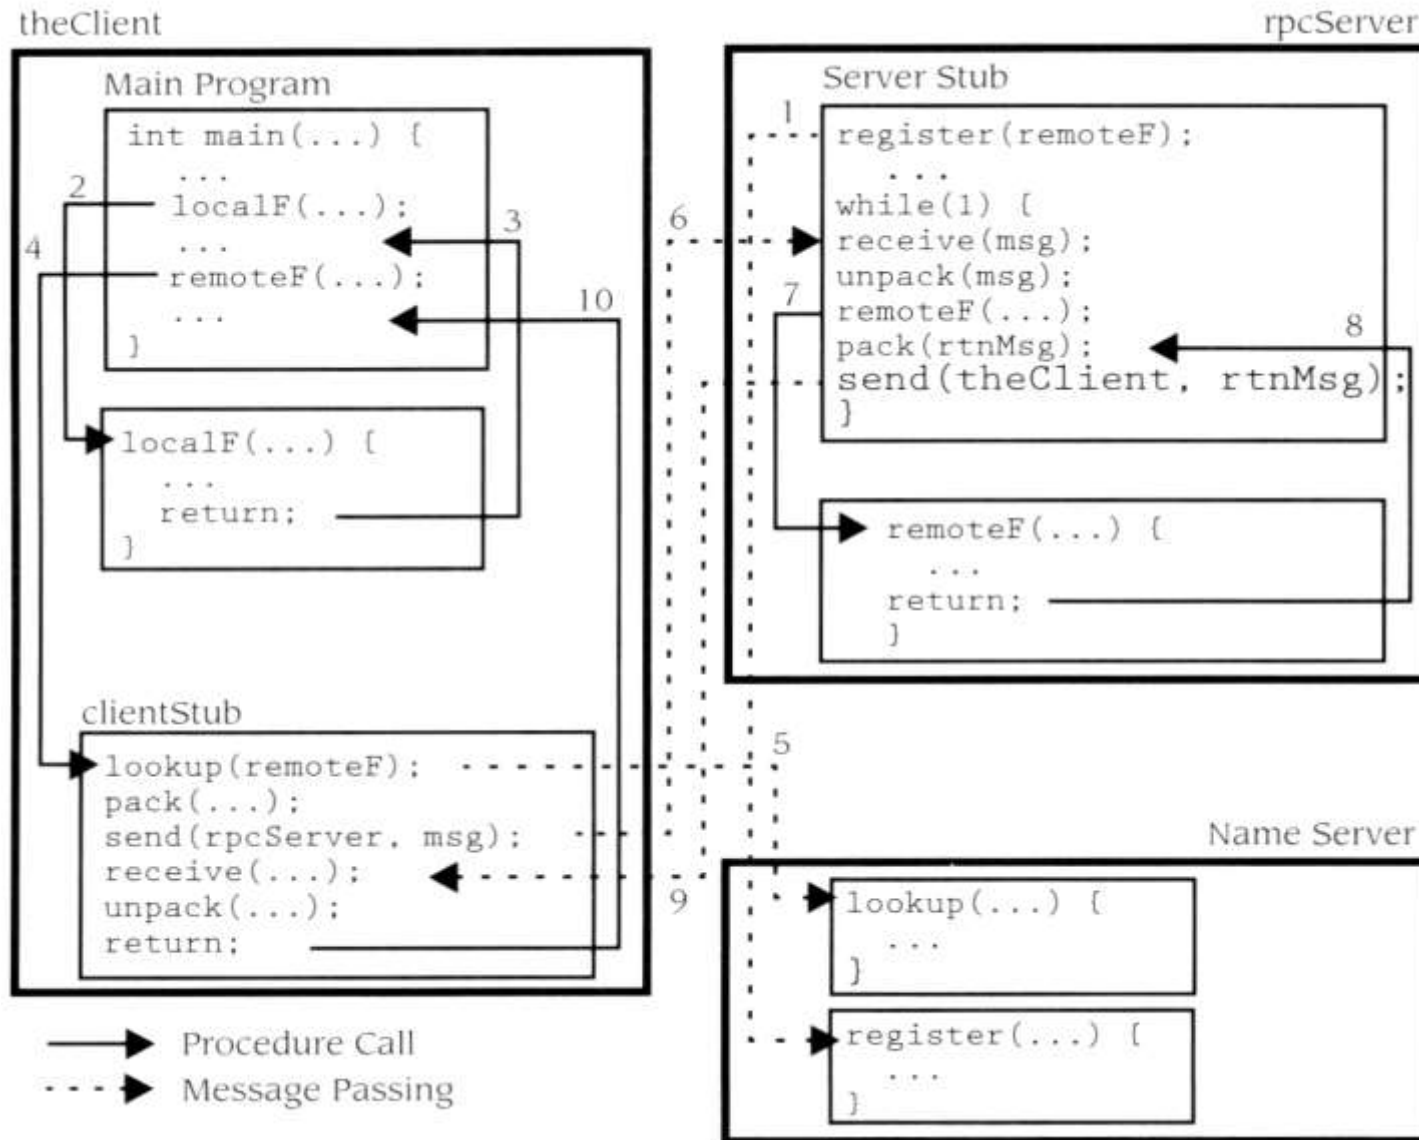 theClient
Main Program
int main(...) {
...
2
localF(...);
3
...
4
remoteF(...);
10
...
}
localF(...) {
...
return;
}
clientStub
lookup(remoteF);
pack(...);
send(rpcServer, msg);
receive(...);
unpack(...);
return;
rpcServer
Server Stub
1
register(remoteF);
...
while(1) {
6
receive(msg);
unpack(msg);
7
remoteF(...);
8
pack(rtnMsg);
send(theClient, rtnMsg);
}
remoteF(...) {
...
return;
}
5
9
Name Server
lookup(...) {
...
}
register(...) {
...
}
Procedure Call
Message Passing